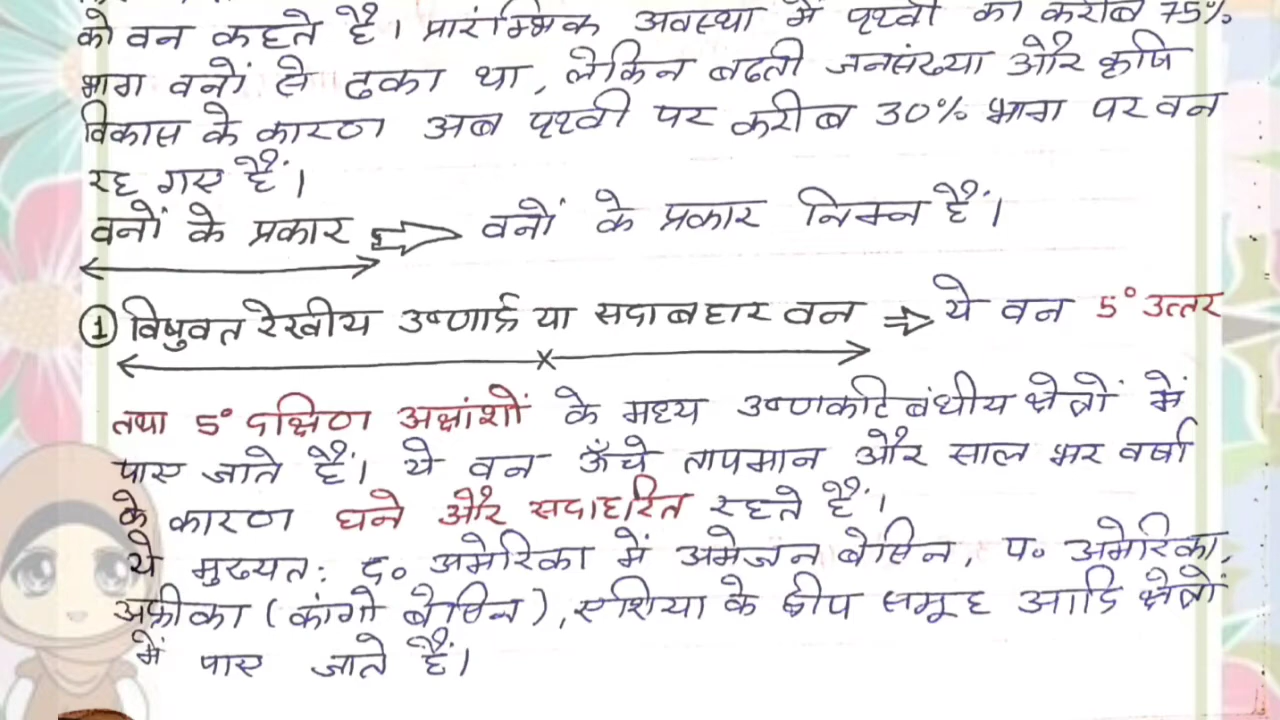 को वन कहते हैं। प्रारंम्भिक अवस्था में पृथ्वी का करीब 75%
भाग वनों से ढका था, लेकिन बढती जनसंख्या और कृषि
विकास के कारण अब पृथ्वी पर करीब 30% भाग पर वन
रह गए हैं।
वनों के प्रकार ⇒ वनों के प्रकार निम्न हैं।
① विषुवत रेखीय उष्णार्द्र या सदाबहार वन ⇒ ये वन 5° उत्तर
तथा 5° दक्षिण अक्षांशों के मध्य उष्णकटिबंधीय क्षेत्रों में
पाए जाते हैं। ये वन ऊँचे तापमान और साल भर वर्षा
के कारण घने और सदाहरित रहते हैं।
ये मुख्यतः द० अमेरिका में अमेजन बेसिन, प० अमेरिका,
अफ्रीका (कांगो बेसिन), एशिया के द्वीप समूह आदि क्षेत्रों
में पाए जाते हैं।